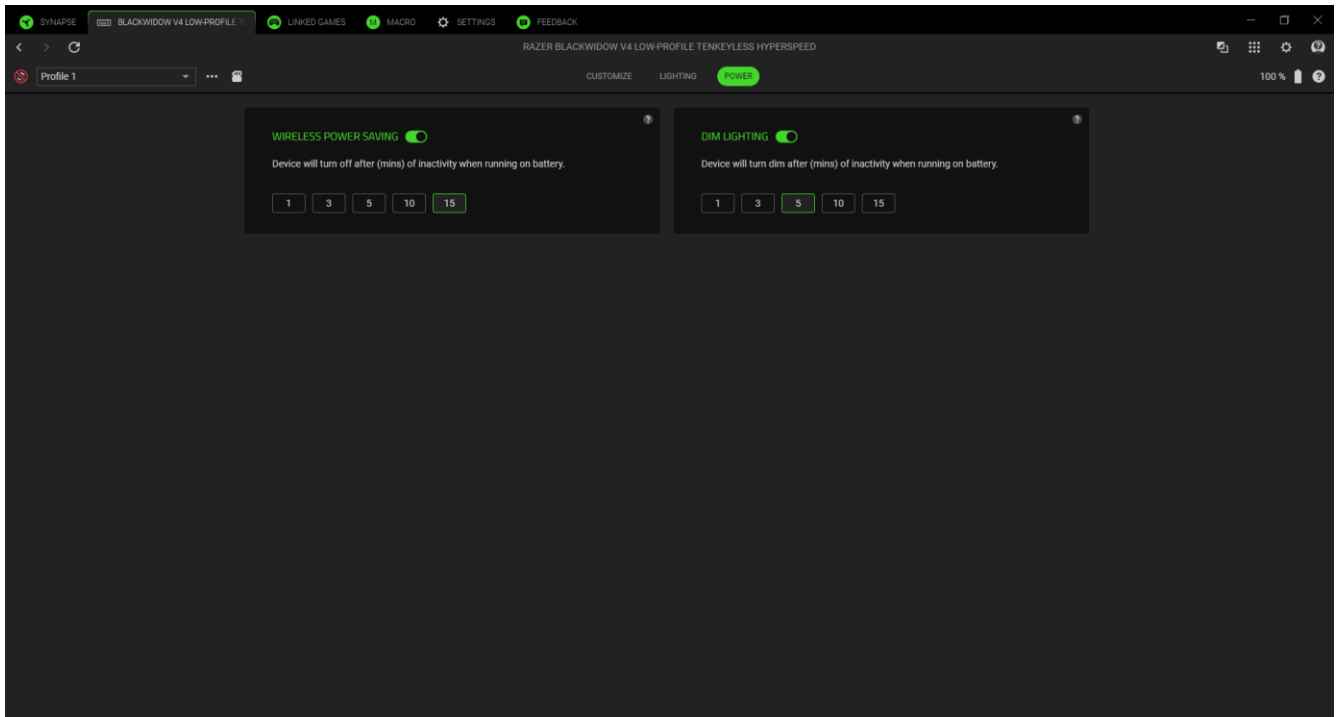 SYNAPSE BLACKWIDOW V4 LOW-PROFILE LINKED GAMES MACRO SETTINGS FEEDBACK
RAZER BLACKWIDOW V4 LOW-PROFILE TENKEYLESS HYPERSPEED
Profile 1 CUSTOMIZE LIGHTING POWER 100 %
WIRELESS POWER SAVING
Device will turn off after (mins) of inactivity when running on battery.
1 3 5 10 15
DIM LIGHTING
Device will turn dim after (mins) of inactivity when running on battery.
1 3 5 10 15